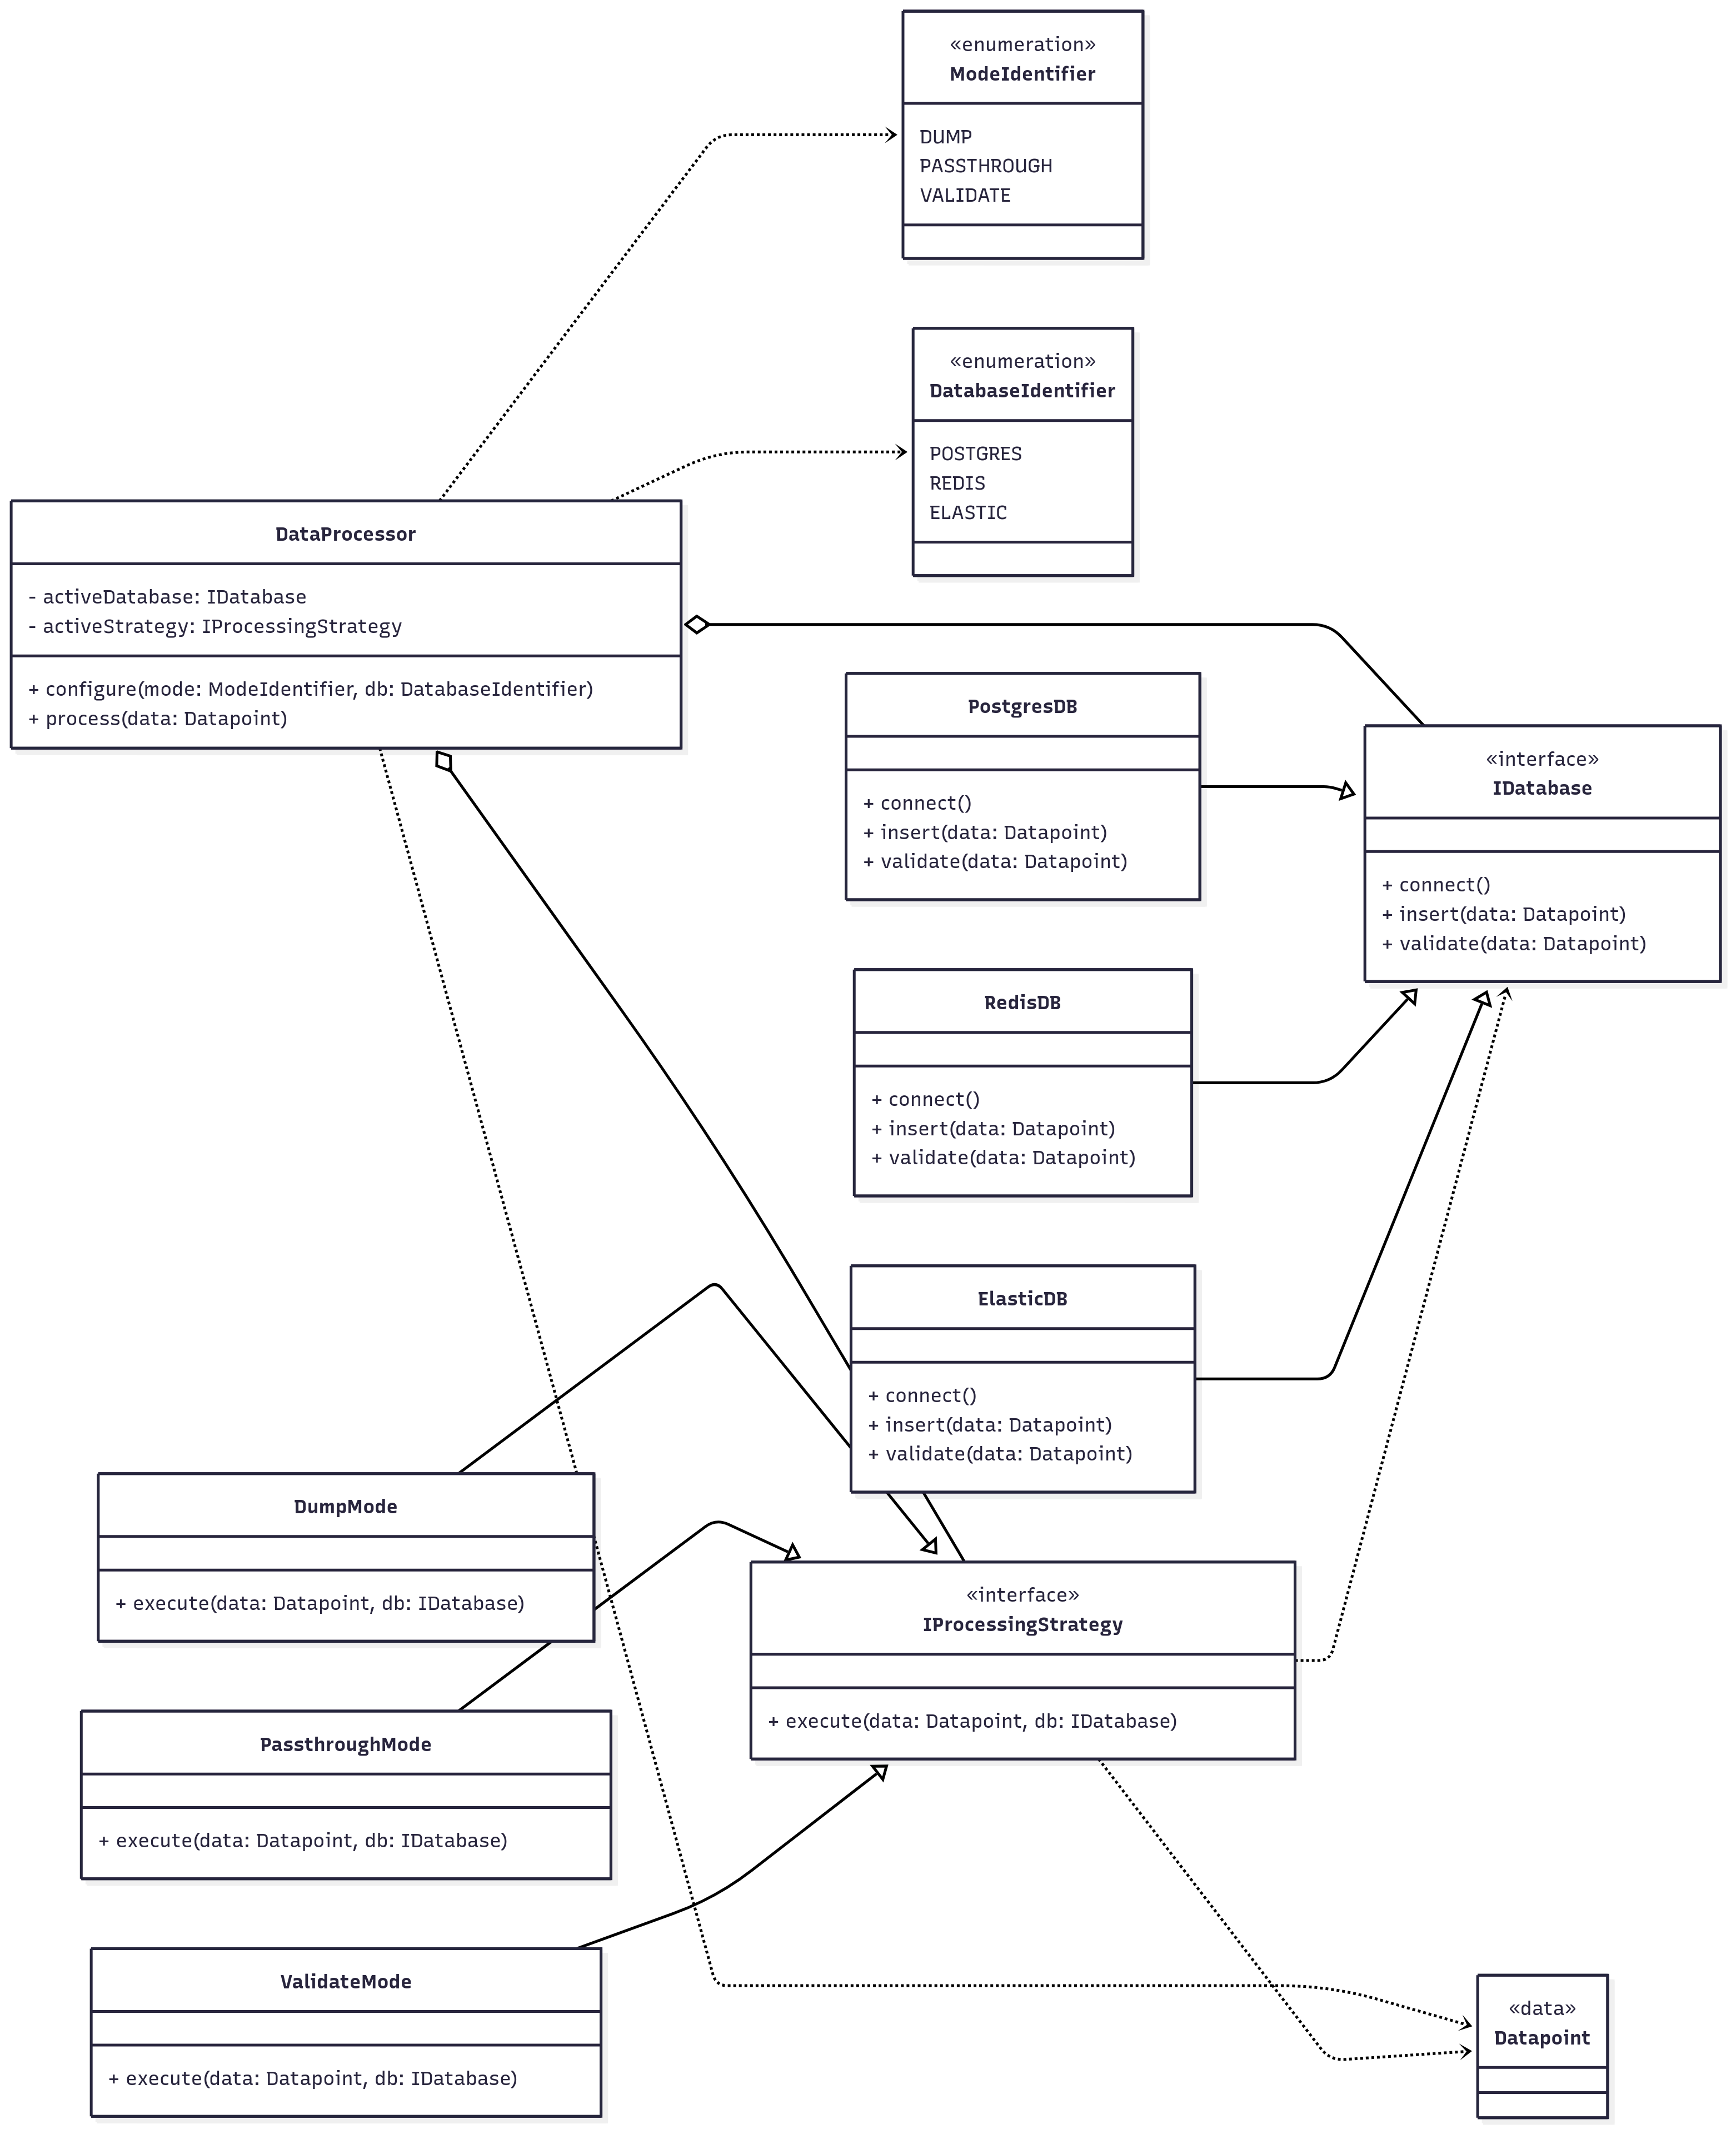 «enumeration»
ModeIdentifier
DUMP
PASSTHROUGH
VALIDATE
«enumeration»
DatabaseIdentifier
POSTGRES
REDIS
ELASTIC
DataProcessor
- activeDatabase: IDatabase
- activeStrategy: IProcessingStrategy
+ configure(mode: ModeIdentifier, db: DatabaseIdentifier)
+ process(data: Datapoint)
PostgresDB
+ connect()
+ insert(data: Datapoint)
+ validate(data: Datapoint)
«interface»
IDatabase
+ connect()
+ insert(data: Datapoint)
+ validate(data: Datapoint)
RedisDB
+ connect()
+ insert(data: Datapoint)
+ validate(data: Datapoint)
ElasticDB
+ connect()
+ insert(data: Datapoint)
+ validate(data: Datapoint)
DumpMode
+ execute(data: Datapoint, db: IDatabase)
«interface»
IProcessingStrategy
+ execute(data: Datapoint, db: IDatabase)
PassthroughMode
+ execute(data: Datapoint, db: IDatabase)
ValidateMode
+ execute(data: Datapoint, db: IDatabase)
«data»
Datapoint